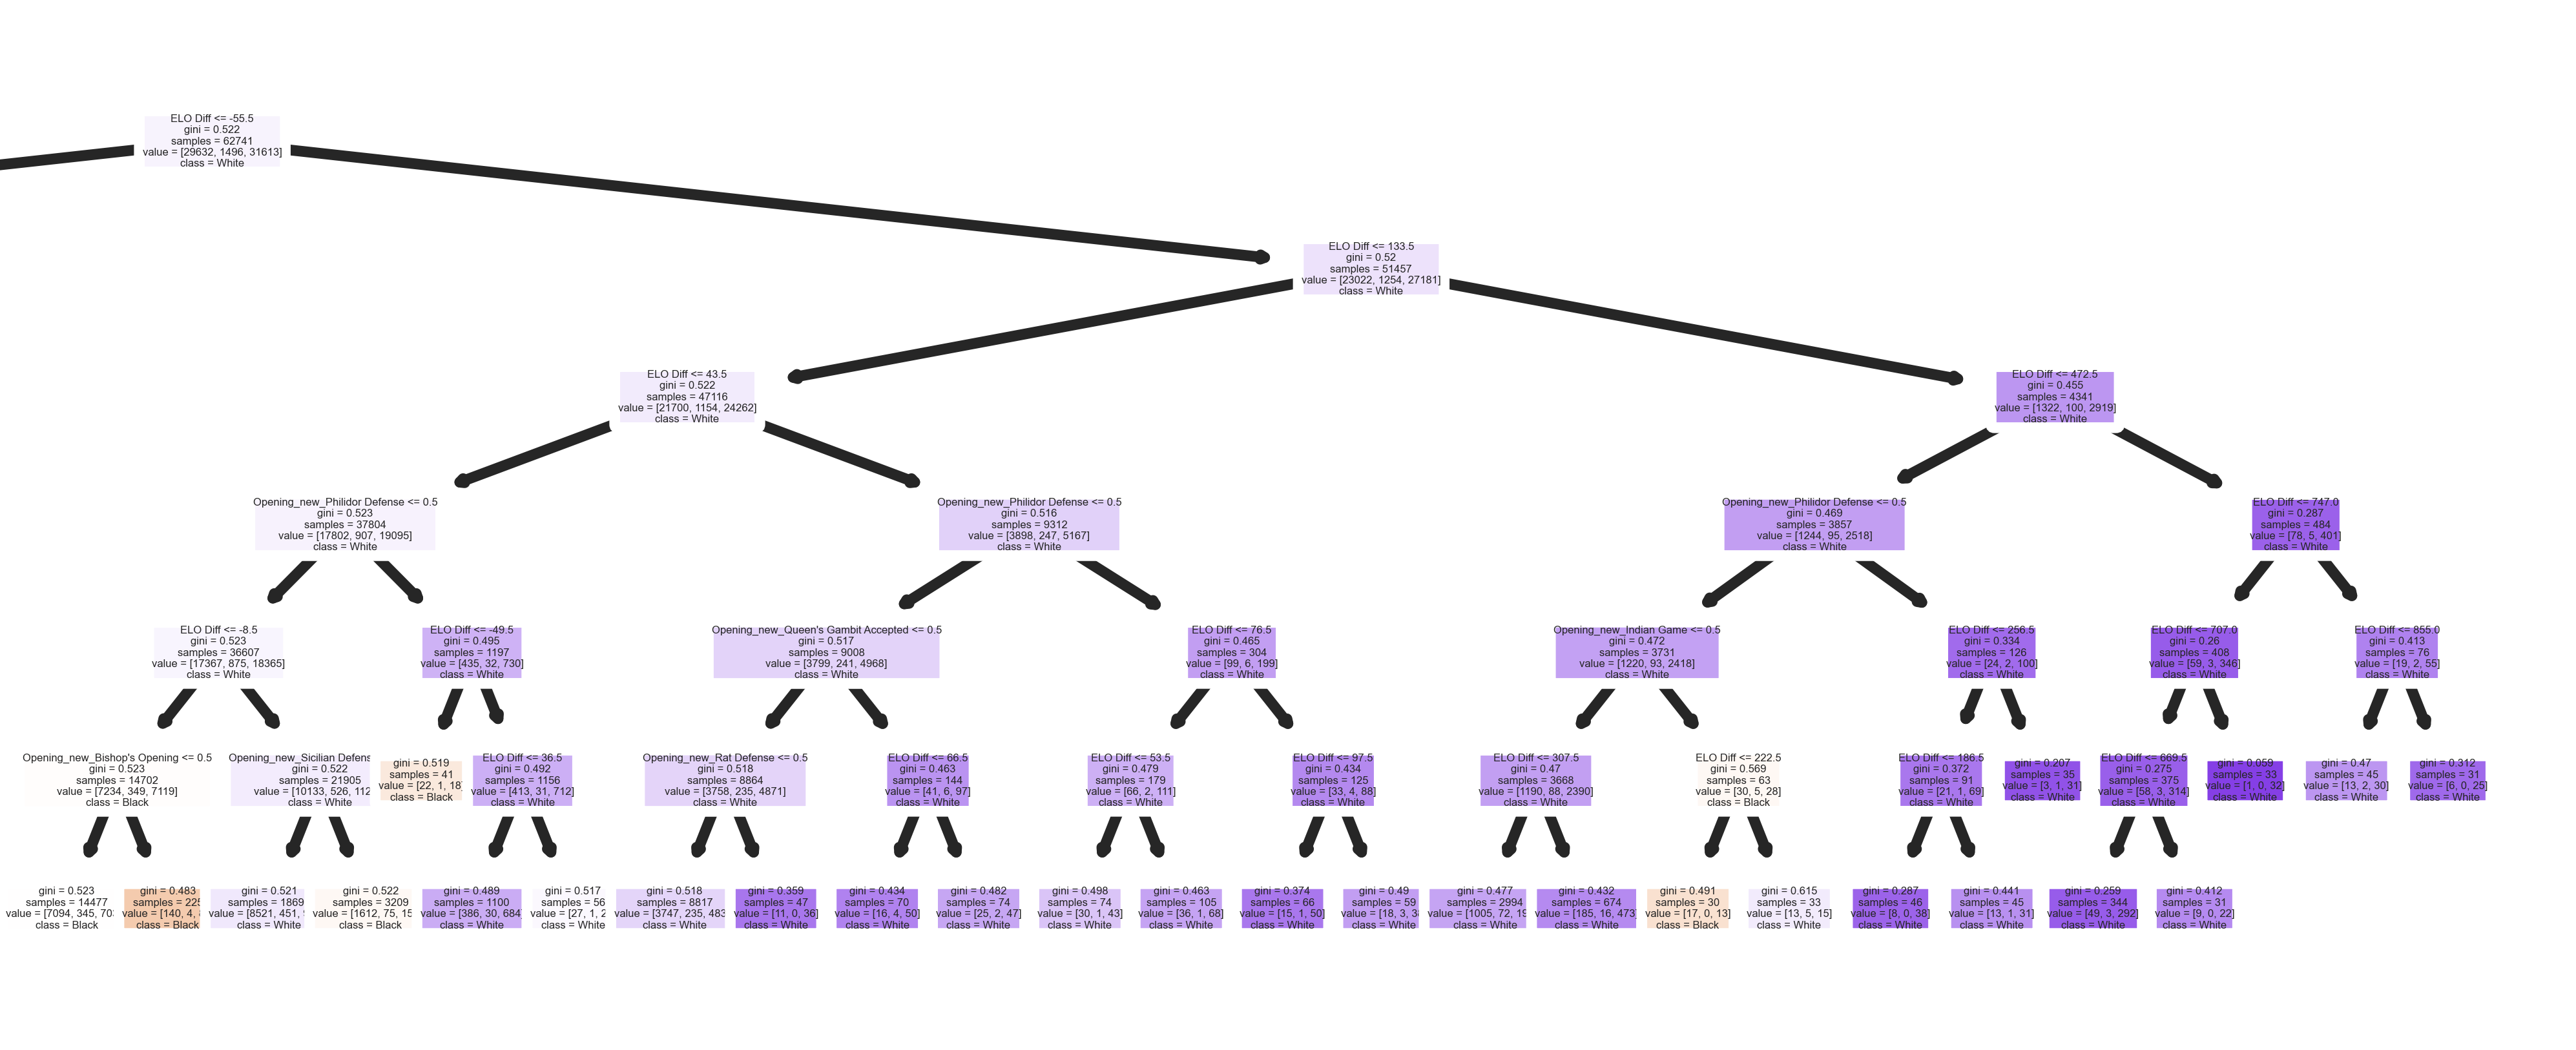 ELO Diff <= -55.5
gini = 0.522
samples = 62741
value = [29632, 1496, 31613]
class = White
ELO Diff <= 133.5
gini = 0.52
samples = 51457
value = [23022, 1254, 27181]
class = White
ELO Diff <= 43.5
gini = 0.522
samples = 47116
value = [21700, 1154, 24262]
class = White
ELO Diff <= 472.5
gini = 0.455
samples = 4341
value = [1322, 100, 2919]
class = White
Opening_new_Philidor Defense <= 0.5
gini = 0.523
samples = 37804
value = [17802, 907, 19095]
class = White
Opening_new_Philidor Defense <= 0.5
gini = 0.516
samples = 9312
value = [3898, 247, 5167]
class = White
Opening_new_Philidor Defense <= 0.5
gini = 0.469
samples = 3857
value = [1244, 95, 2518]
class = White
ELO Diff <= 747.0
gini = 0.287
samples = 484
value = [78, 5, 401]
class = White
ELO Diff <= -8.5
gini = 0.523
samples = 36607
value = [17367, 875, 18365]
class = White
ELO Diff <= -49.5
gini = 0.495
samples = 1197
value = [435, 32, 730]
class = White
Opening_new_Queen's Gambit Accepted <= 0.5
gini = 0.517
samples = 9008
value = [3799, 241, 4968]
class = White
ELO Diff <= 76.5
gini = 0.465
samples = 304
value = [99, 6, 199]
class = White
Opening_new_Indian Game <= 0.5
gini = 0.472
samples = 3731
value = [1220, 93, 2418]
class = White
ELO Diff <= 256.5
gini = 0.334
samples = 126
value = [24, 2, 100]
class = White
ELO Diff <= 707.0
gini = 0.26
samples = 408
value = [59, 3, 346]
class = White
ELO Diff <= 855.0
gini = 0.413
samples = 76
value = [19, 2, 55]
class = White
Opening_new_Bishop's Opening <= 0.5
gini = 0.523
samples = 14702
value = [7234, 349, 7119]
class = Black
Opening_new_Sicilian Defens
gini = 0.522
samples = 21905
value = [10133, 526, 112
class = White
gini = 0.519
samples = 41
value = [22, 1, 18
class = Black
ELO Diff <= 36.5
gini = 0.492
samples = 1156
value = [413, 31, 712]
class = White
Opening_new_Rat Defense <= 0.5
gini = 0.518
samples = 8864
value = [3758, 235, 4871]
class = White
ELO Diff <= 66.5
gini = 0.463
samples = 144
value = [41, 6, 97]
class = White
ELO Diff <= 53.5
gini = 0.479
samples = 179
value = [66, 2, 111]
class = White
ELO Diff <= 97.5
gini = 0.434
samples = 125
value = [33, 4, 88]
class = White
ELO Diff <= 307.5
gini = 0.47
samples = 3668
value = [1190, 88, 2390]
class = White
ELO Diff <= 222.5
gini = 0.569
samples = 63
value = [30, 5, 28]
class = Black
ELO Diff <= 186.5
gini = 0.372
samples = 91
value = [21, 1, 69]
class = White
gini = 0.207
samples = 35
value = [3, 1, 31]
class = White
ELO Diff <= 669.5
gini = 0.275
samples = 375
value = [58, 3, 314]
class = White
gini = 0.059
samples = 33
value = [1, 0, 32]
class = White
gini = 0.47
samples = 45
value = [13, 2, 30]
class = White
gini = 0.312
samples = 31
value = [6, 0, 25]
class = White
gini = 0.523
samples = 14477
value = [7094, 345, 70
class = Black
gini = 0.483
samples = 225
value = [140, 4,
class = Black
gini = 0.521
samples = 1869
value = [8521, 451,
class = White
gini = 0.522
samples = 3209
value = [1612, 75, 15
class = Black
gini = 0.489
samples = 1100
value = [386, 30, 684
class = White
gini = 0.517
samples = 56
value = [27, 1, 2
class = White
gini = 0.518
samples = 8817
value = [3747, 235, 483
class = White
gini = 0.359
samples = 47
value = [11, 0, 36]
class = White
gini = 0.434
samples = 70
value = [16, 4, 50]
class = White
gini = 0.482
samples = 74
value = [25, 2, 47]
class = White
gini = 0.498
samples = 74
value = [30, 1, 43]
class = White
gini = 0.463
samples = 105
value = [36, 1, 68]
class = White
gini = 0.374
samples = 66
value = [15, 1, 50]
class = White
gini = 0.49
samples = 59
value = [18, 3, 3
class = White
gini = 0.477
samples = 2994
value = [1005, 72, 19
class = White
gini = 0.432
samples = 674
value = [185, 16, 473
class = White
gini = 0.491
samples = 30
value = [17, 0, 13]
class = Black
gini = 0.615
samples = 33
value = [13, 5, 15]
class = White
gini = 0.287
samples = 46
value = [8, 0, 38]
class = White
gini = 0.441
samples = 45
value = [13, 1, 31]
class = White
gini = 0.259
samples = 344
value = [49, 3, 292]
class = White
gini = 0.412
samples = 31
value = [9, 0, 22]
class = White